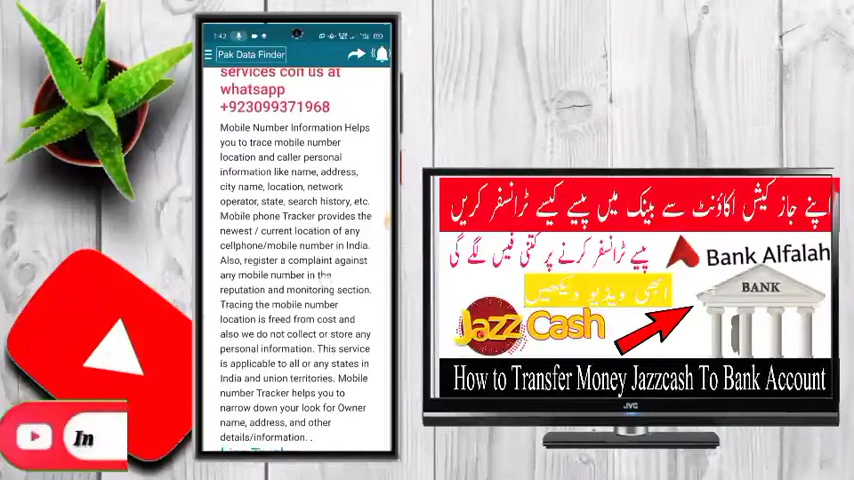 1:42
Pak Data Finder
services con us at
whatsapp
+923099371968
Mobile Number Information Helps
you to trace mobile number
location and caller personal
information like name, address,
city name, location, network
operator, state, search history, etc.
Mobile phone Tracker provides the
newest / current location of any
cellphone/mobile number in India.
Also, register a complaint against
any mobile number in the
reputation and monitoring section.
Tracing the mobile number
location is freed from cost and
also we do not collect or store any
personal information. This service
is applicable to all or any states in
India and union territories. Mobile
number Tracker helps you to
narrow down your look for Owner
name, address, and other
details/information. .
اپنے جاز کیش اکاؤنٹ سے بینک میں پیسے کیسے ٹرانسفر کریں
پیسے ٹرانسفر کرنے پر کتنی فیس لگے گی
Bank Alfalah
ابھی ویڈیو دیکھیں
BANK
JazzCash
How to Transfer Money Jazzcash To Bank Account
JVC
In